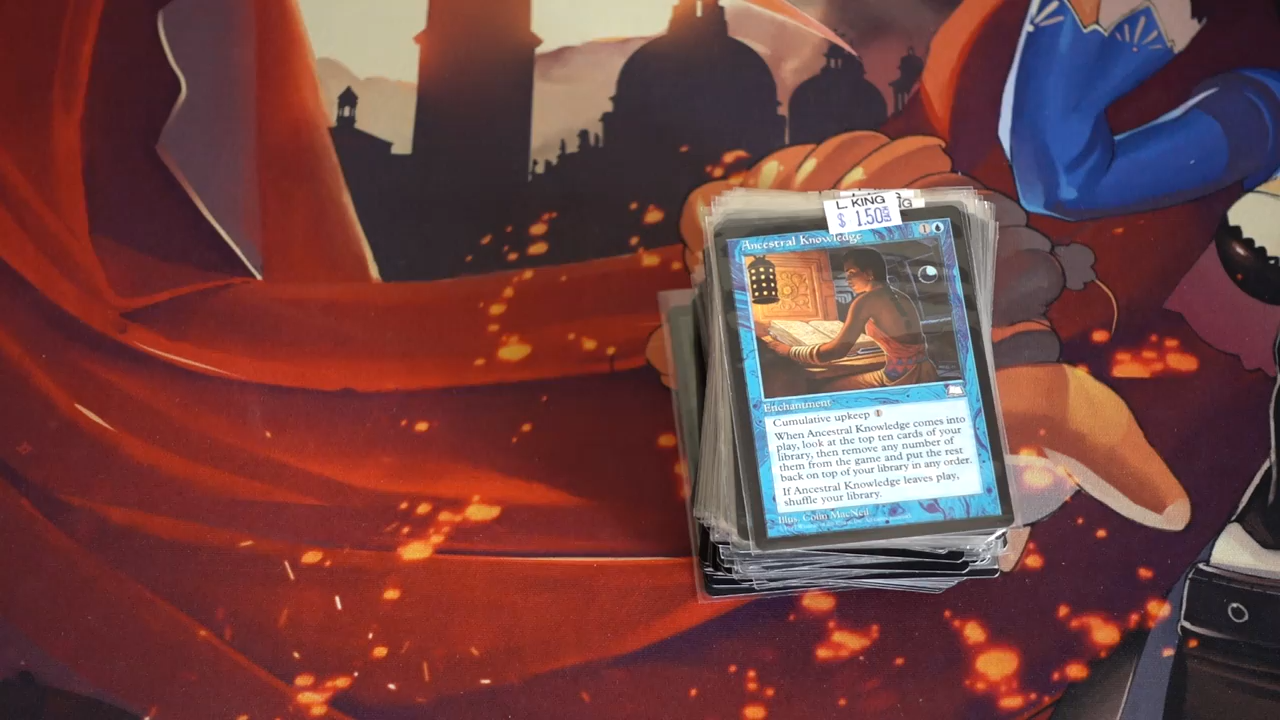 L. KING
$ 1.50
Ancestral Knowledge 1
Enchantment
Cumulative upkeep 1
When Ancestral Knowledge comes into
play, look at the top ten cards of your
library, then remove any number of
them from the game and put the rest
back on top of your library in any order.
If Ancestral Knowledge leaves play,
shuffle your library.
Illus. Colin MacNeil